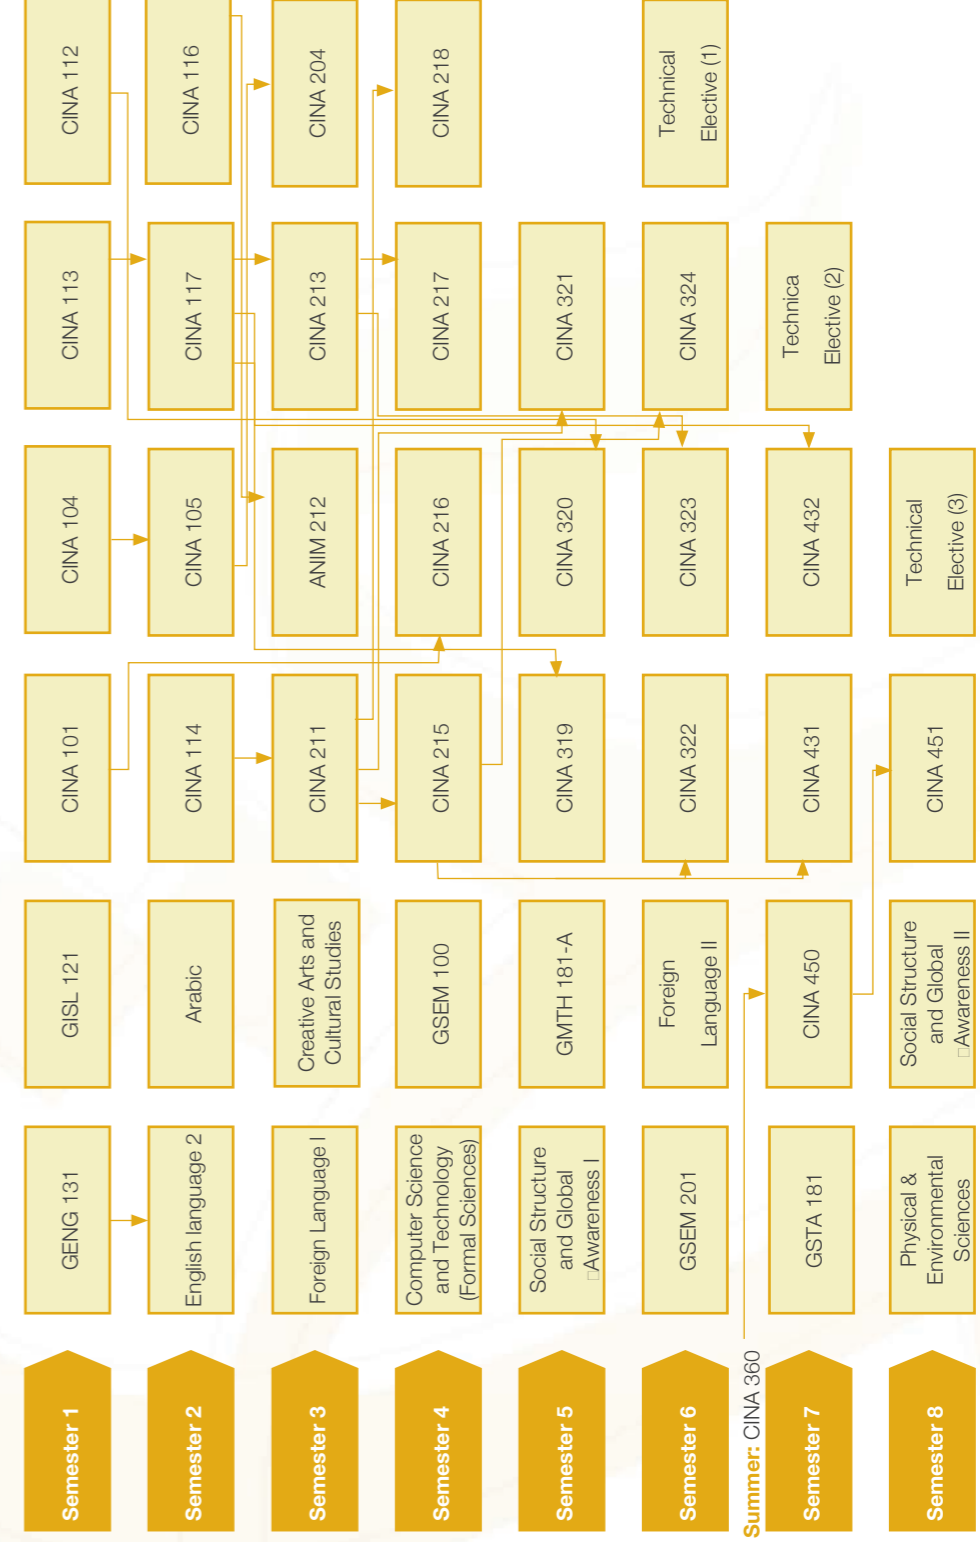 Semester 1
GENG 131
GISL 121
CINA 101
CINA 104
CINA 113
CINA 112
Semester 2
English language 2
Arabic
CINA 114
CINA 105
CINA 117
CINA 116
Semester 3
Foreign Language I
Creative Arts and
Cultural Studies
CINA 211
ANIM 212
CINA 213
CINA 204
Semester 4
Computer Science
and Technology
(Formal Sciences)
GSEM 100
CINA 215
CINA 216
CINA 217
CINA 218
Semester 5
Social Structure
and Global
□Awareness I
GMTH 181-A
CINA 319
CINA 320
CINA 321
Semester 6
GSEM 201
Foreign
Language II
CINA 322
CINA 323
CINA 324
Technical
Elective (1)
Summer: CINA 360
Semester 7
GSTA 181
CINA 450
CINA 431
CINA 432
Technica
Elective (2)
Semester 8
Physical &
Environmental
Sciences
Social Structure
and Global
□Awareness II
CINA 451
Technical
Elective (3)